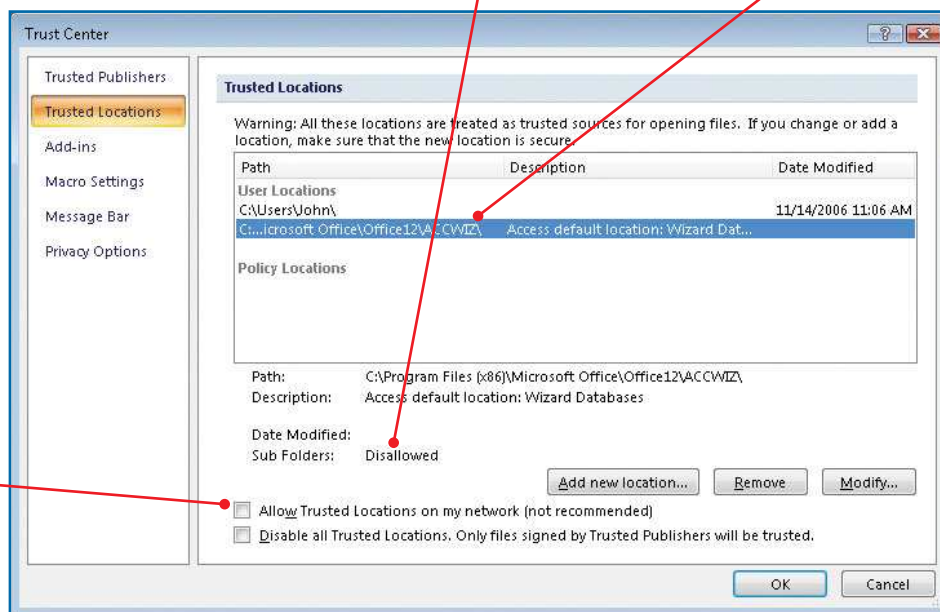 Trust Center
Trusted Publishers
Trusted Locations
Add-ins
Macro Settings
Message Bar
Privacy Options
Trusted Locations
Warning: All these locations are treated as trusted sources for opening files. If you change or add a
location, make sure that the new location is secure.
Path Description Date Modified
User Locations
C:\Users\John\ 11/14/2006 11:06 AM
C:...icrosoft Office\Office12\ACCWIZ\ Access default location: Wizard Dat...
Policy Locations
Path: C:\Program Files (x86)\Microsoft Office\Office12\ACCWIZ\
Description: Access default location: Wizard Databases
Date Modified:
Sub Folders: Disallowed
Add new location... Remove Modify...
Allow Trusted Locations on my network (not recommended)
Disable all Trusted Locations. Only files signed by Trusted Publishers will be trusted.
OK Cancel